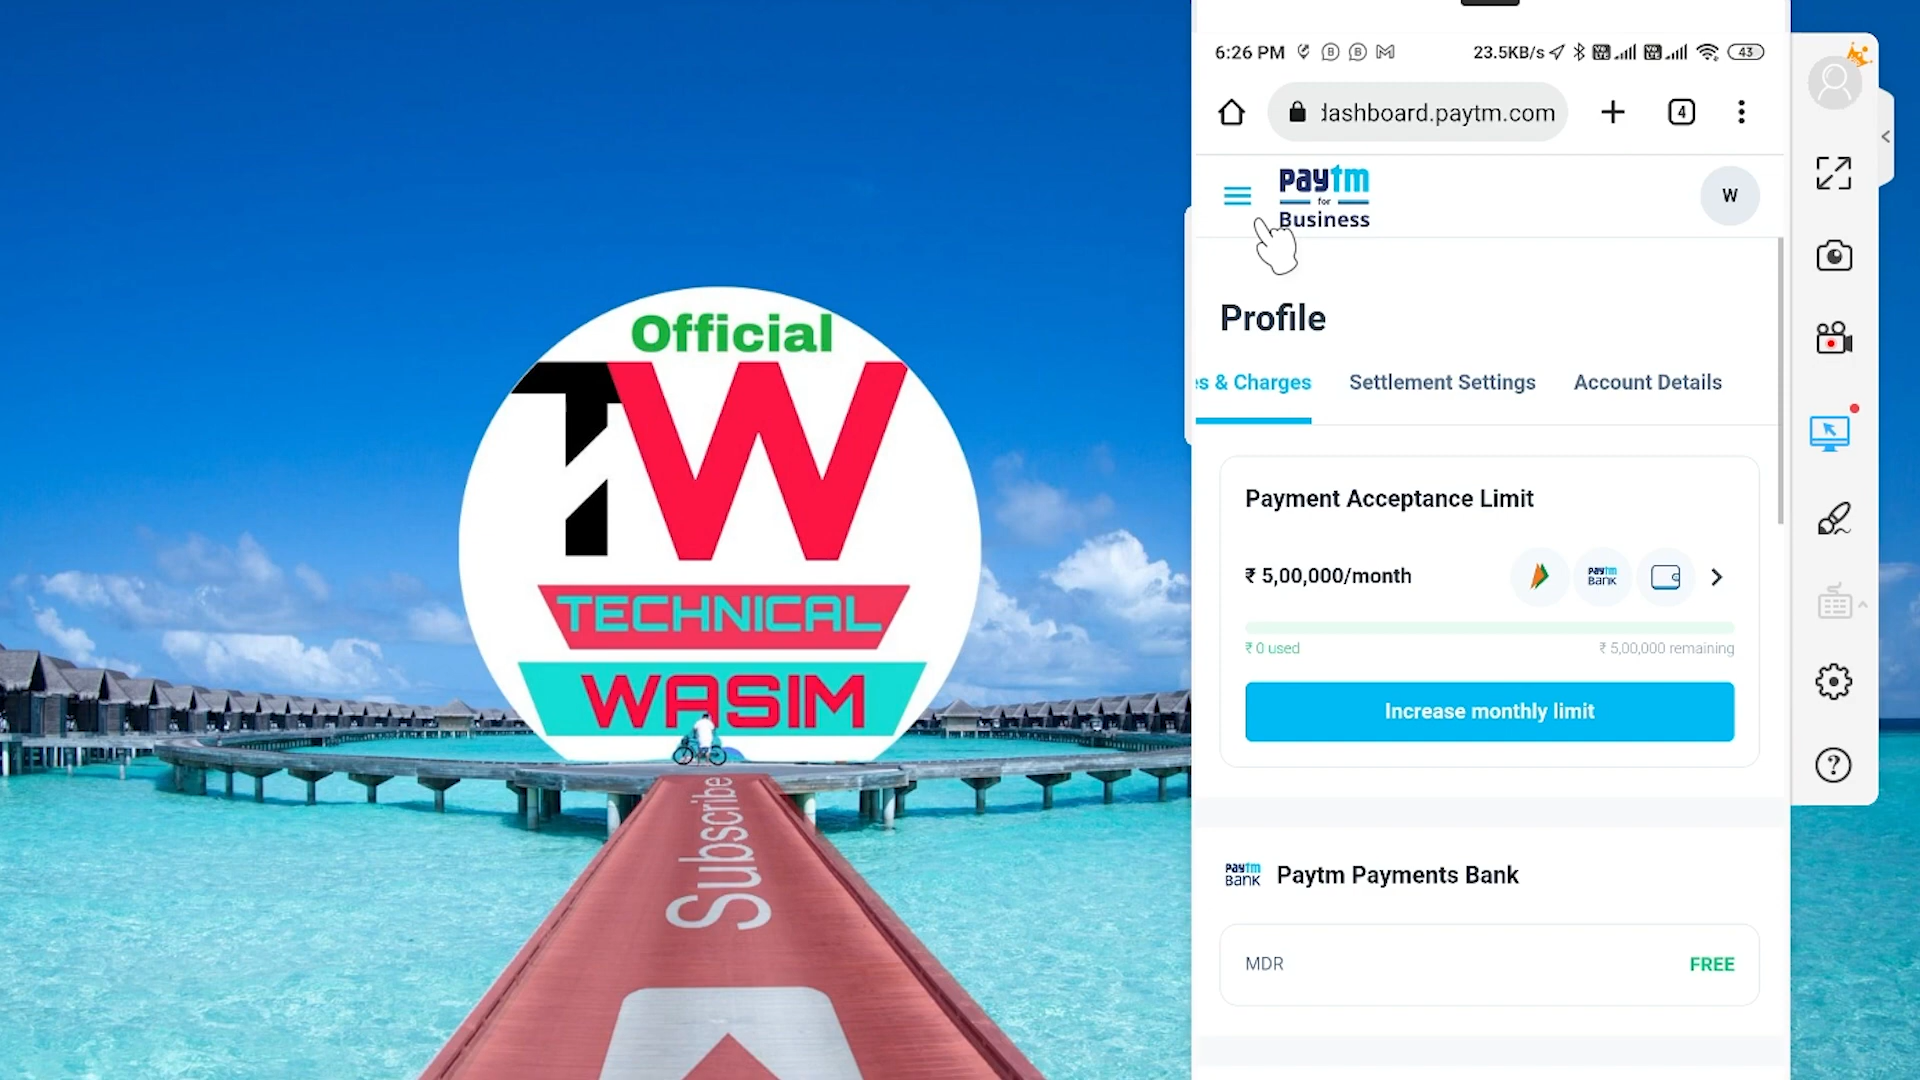 Official
TW
TECHNICAL
WASIM
Subscribe
6:26 PM
23.5KB/s
43
dashboard.paytm.com
4
paytm
for
Business
W
Profile
es & Charges
Settlement Settings
Account Details
Payment Acceptance Limit
₹ 5,00,000/month
paytm
BANK
₹ 0 used
₹ 5,00,000 remaining
Increase monthly limit
paytm
BANK
Paytm Payments Bank
MDR
FREE